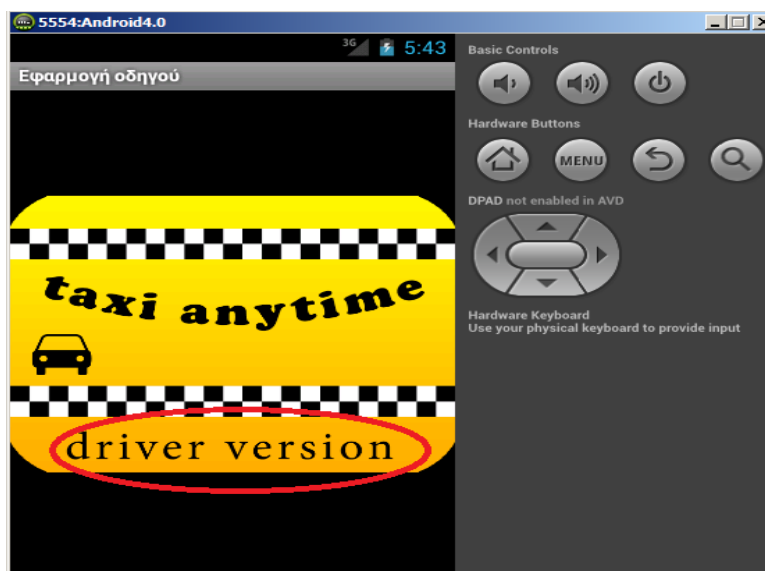 5554:Android4.0
3G 5:43
Εφαρμογή οδηγού
taxi anytime
driver version
Basic Controls
Hardware Buttons
MENU
DPAD not enabled in AVD
Hardware Keyboard
Use your physical keyboard to provide input